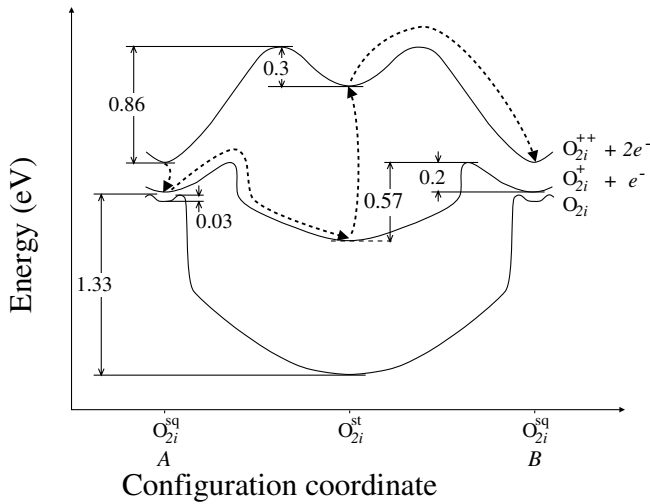 Energy (eV)
0.3
0.86
O₂ᵢ⁺⁺ + 2e⁻
O₂ᵢ⁺ + e⁻
0.2
0.57
O₂ᵢ
0.03
1.33
O₂ᵢˢq O₂ᵢˢᵗ O₂ᵢˢq
A B
Configuration coordinate